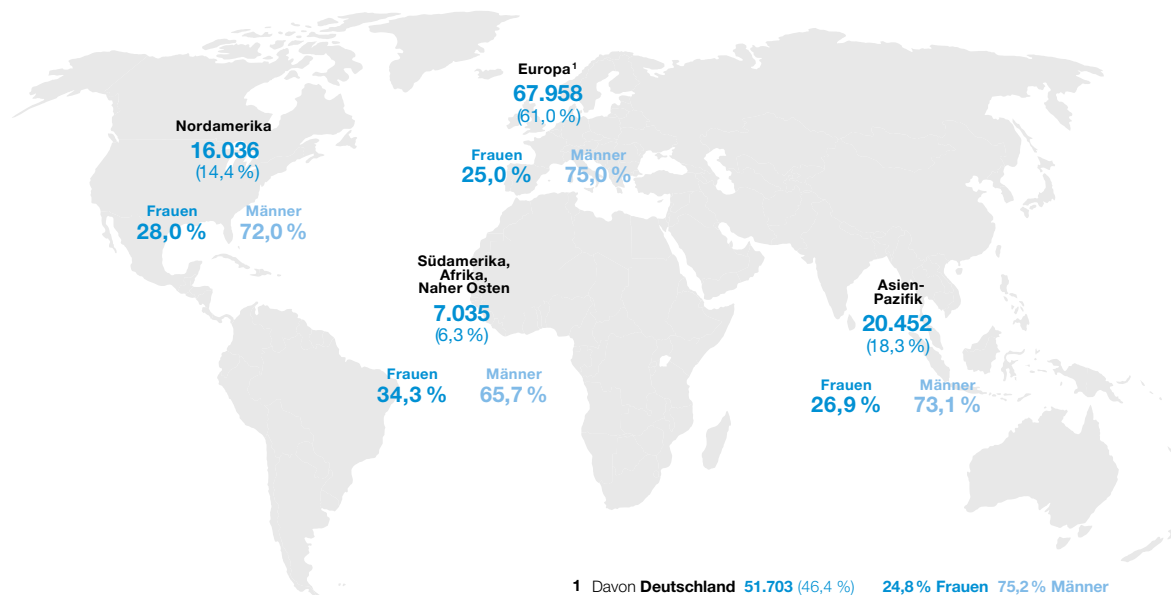 Europa¹
67.958
(61,0 %)
Frauen Männer
25,0 % 75,0 %
Nordamerika
16.036
(14,4 %)
Frauen Männer
28,0 % 72,0 %
Südamerika,
Afrika,
Naher Osten
7.035
(6,3 %)
Frauen Männer
34,3 % 65,7 %
Asien-
Pazifik
20.452
(18,3 %)
Frauen Männer
26,9 % 73,1 %
1 Davon Deutschland 51.703 (46,4 %) 24,8 % Frauen 75,2 % Männer